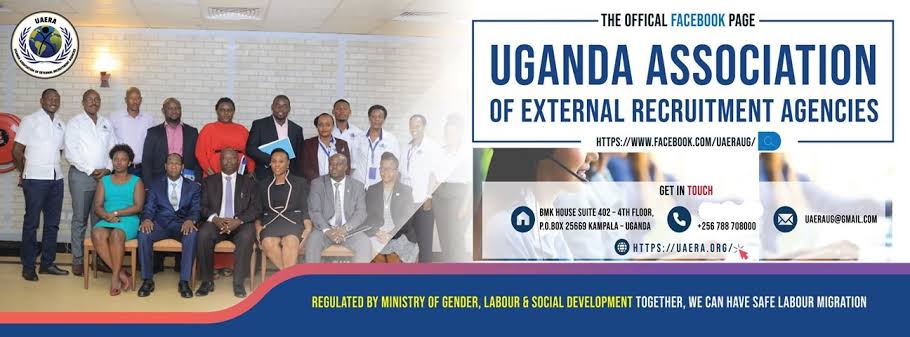 UAERA
THE OFFICAL FACEBOOK PAGE
UGANDA ASSOCIATION
OF EXTERNAL RECRUITMENT AGENCIES
HTTPS://WWW.FACEBOOK.COM/UAERAUG/
GET IN TOUCH
BMK HOUSE SUITE 402 - 4TH FLOOR,
P.O.BOX 25669 KAMPALA - UGANDA
+256 788 708000
UAERAUG@GMAIL.COM
HTTPS://UAERA.ORG/
REGULATED BY MINISTRY OF GENDER, LABOUR & SOCIAL DEVELOPMENT TOGETHER, WE CAN HAVE SAFE LABOUR MIGRATION